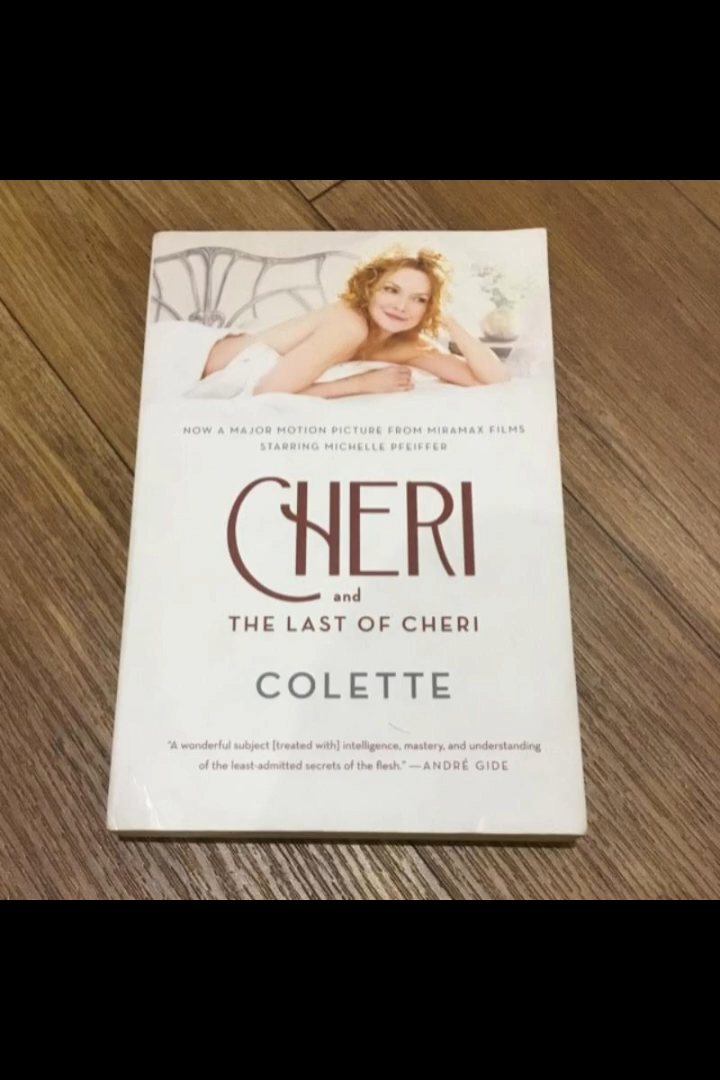 NOW A MAJOR MOTION PICTURE FROM MIRAMAX FILMS
STARRING MICHELLE PFEIFFER
CHERI
and
THE LAST OF CHERI
COLETTE
"A wonderful subject [treated with] intelligence, mastery, and understanding
of the least-admitted secrets of the flesh."—ANDRÉ GIDE